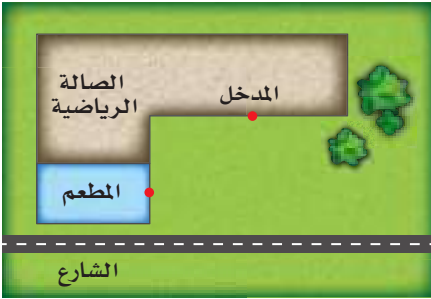 الصالة
الرياضية
المدخل
المطعم
الشارع